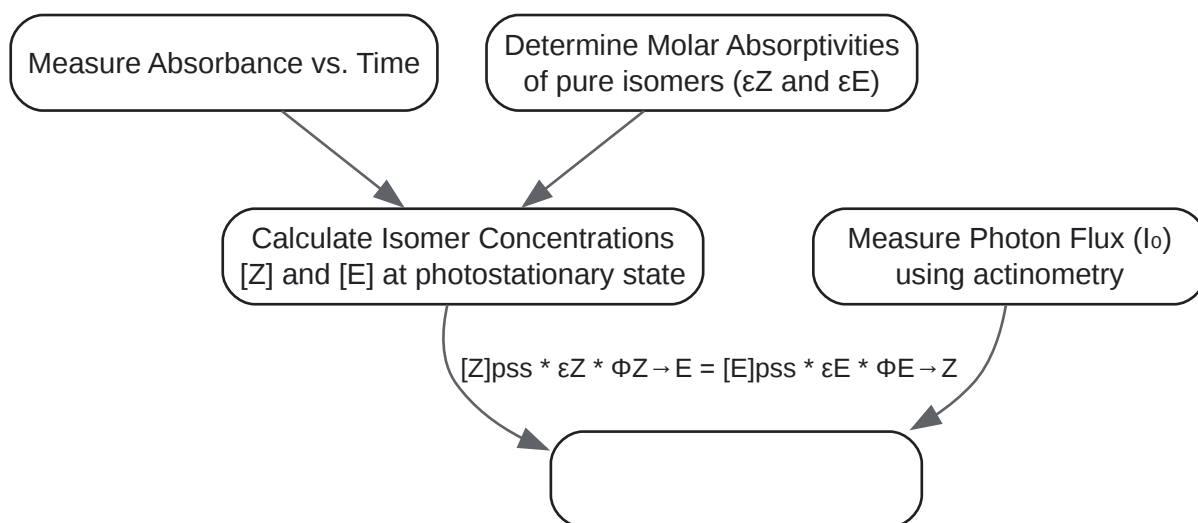 Measure Absorbance vs. Time
Determine Molar Absorptivities
of pure isomers (εZ and εE)
Calculate Isomer Concentrations
[Z] and [E] at photostationary state
Measure Photon Flux (I₀)
using actinometry
[Z]pss * εZ * ΦZ→E = [E]pss * εE * ΦE→Z